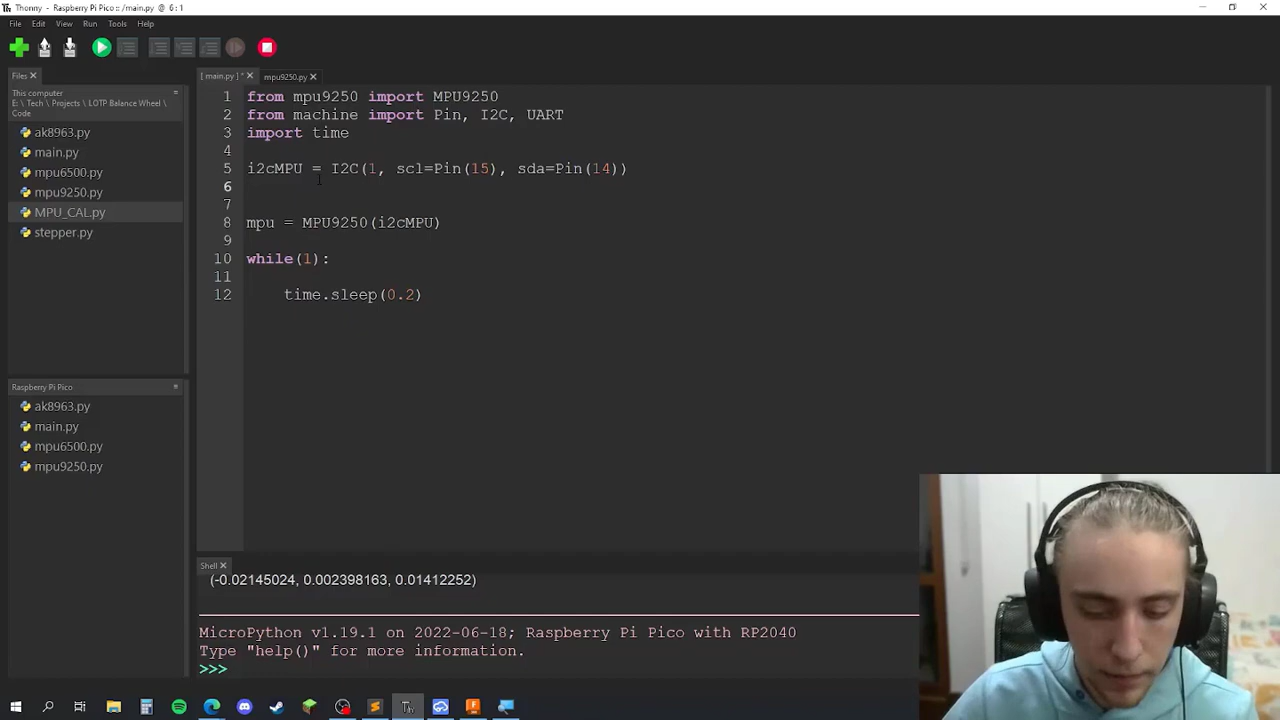 Thonny - Raspberry Pi Pico :: /main.py @ 6 : 1
File Edit View Run Tools Help
Files
This computer
E: \ Tech \ Projects \ LOTP Balance Wheel \
Code
ak8963.py
main.py
mpu6500.py
mpu9250.py
MPU_CAL.py
stepper.py
Raspberry Pi Pico
ak8963.py
main.py
mpu6500.py
mpu9250.py
[ main.py ] * mpu9250.py
1 from mpu9250 import MPU9250
2 from machine import Pin, I2C, UART
3 import time
4
5 i2cMPU = I2C(1, scl=Pin(15), sda=Pin(14))
6
7
8 mpu = MPU9250(i2cMPU)
9
10 while(1):
11
12 time.sleep(0.2)
Shell
(-0.02145024, 0.002398163, 0.01412252)
MicroPython v1.19.1 on 2022-06-18; Raspberry Pi Pico with RP2040
Type "help()" for more information.
>>>